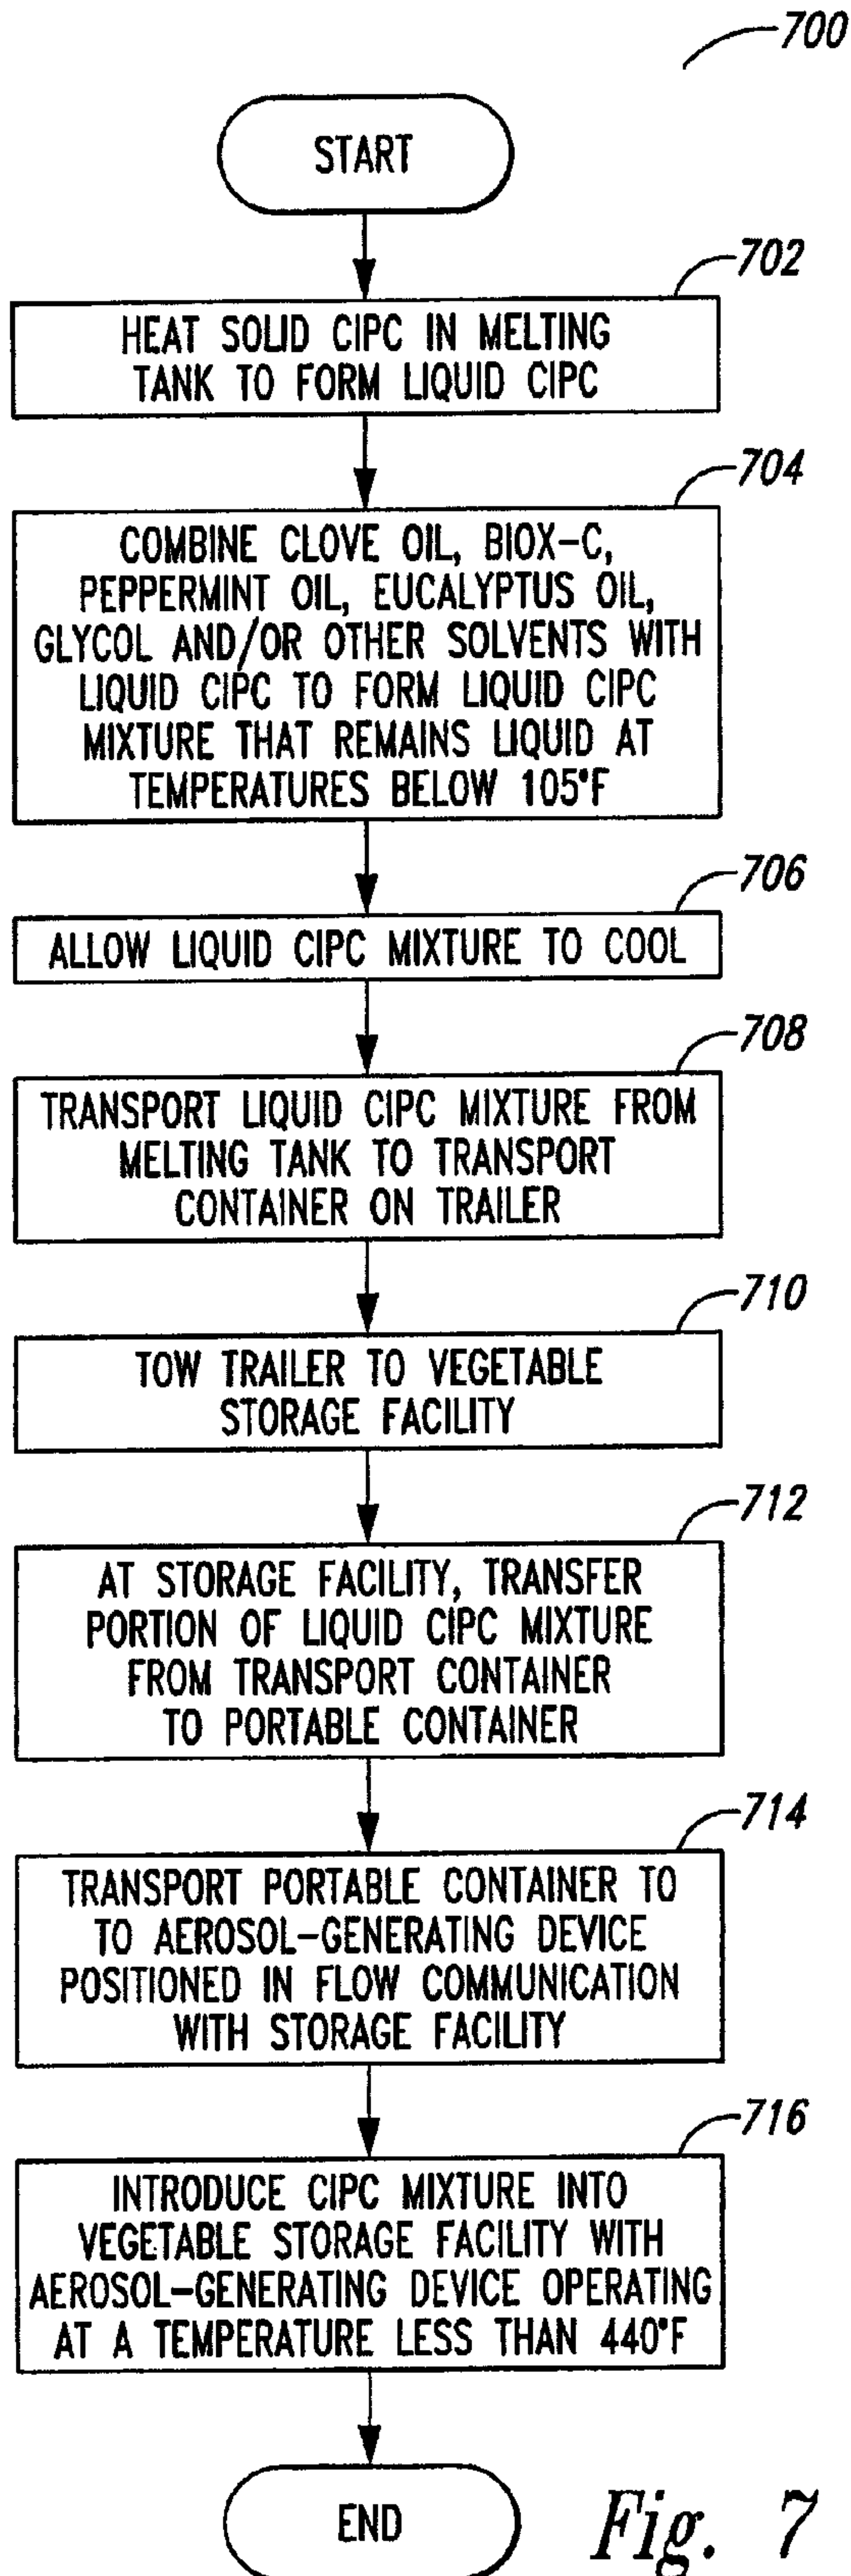 700
START
702
HEAT SOLID CIPC IN MELTING
TANK TO FORM LIQUID CIPC
704
COMBINE CLOVE OIL, BIOX-C,
PEPPERMINT OIL, EUCALYPTUS OIL,
GLYCOL AND/OR OTHER SOLVENTS WITH
LIQUID CIPC TO FORM LIQUID CIPC
MIXTURE THAT REMAINS LIQUID AT
TEMPERATURES BELOW 105°F
706
ALLOW LIQUID CIPC MIXTURE TO COOL
708
TRANSPORT LIQUID CIPC MIXTURE FROM
MELTING TANK TO TRANSPORT
CONTAINER ON TRAILER
710
TOW TRAILER TO VEGETABLE
STORAGE FACILITY
712
AT STORAGE FACILITY, TRANSFER
PORTION OF LIQUID CIPC MIXTURE
FROM TRANSPORT CONTAINER
TO PORTABLE CONTAINER
714
TRANSPORT PORTABLE CONTAINER TO
TO AEROSOL-GENERATING DEVICE
POSITIONED IN FLOW COMMUNICATION
WITH STORAGE FACILITY
716
INTRODUCE CIPC MIXTURE INTO
VEGETABLE STORAGE FACILITY WITH
AEROSOL-GENERATING DEVICE OPERATING
AT A TEMPERATURE LESS THAN 440°F
END
Fig. 7